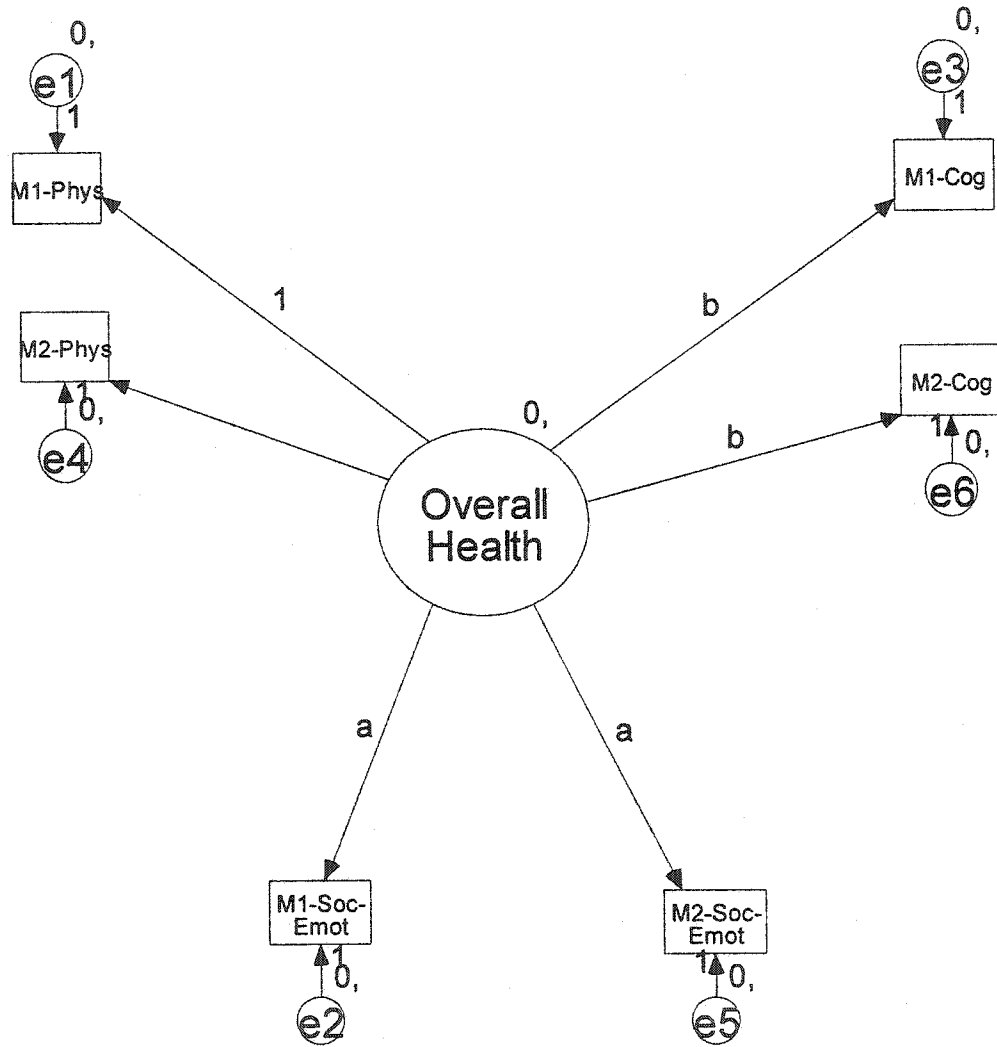 0,
e1
1
M1-Phys
0,
e3
1
M1-Cog
1
b
M2-Phys
1
0,
e4
0,
M2-Cog
1
0,
e6
b
Overall
Health
a
a
M1-Soc-
Emot
1
0,
e2
M2-Soc-
Emot
1
0,
e5